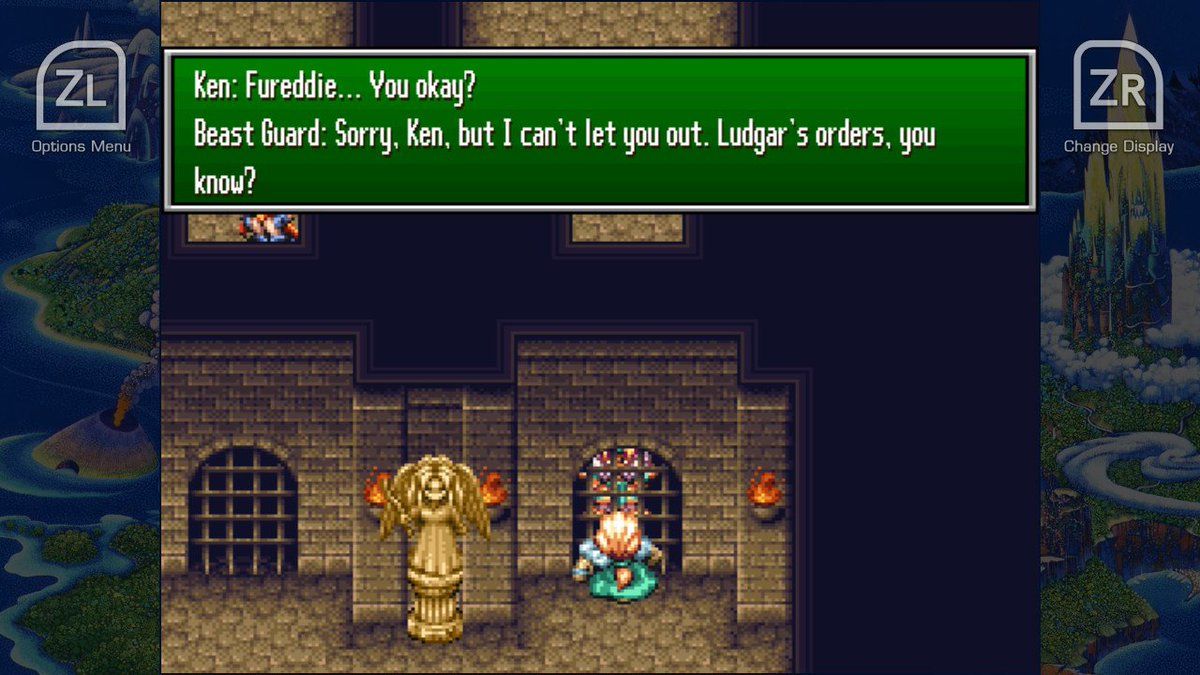 ZL
Options Menu
Ken: Fureddie... You okay?
Beast Guard: Sorry, Ken, but I can't let you out. Ludgar's orders, you
know?
ZR
Change Display